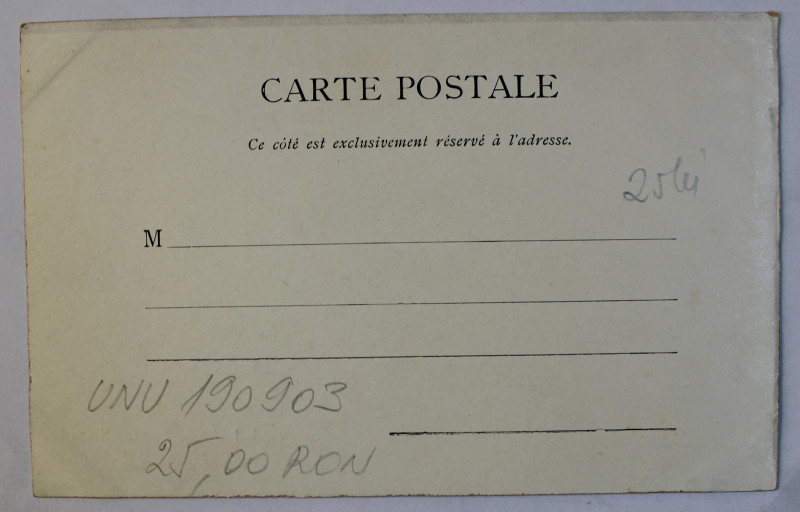 CARTE POSTALE
Ce côté est exclusivement réservé à l'adresse.
25 lei
M
UNU 190903
25,00 RON